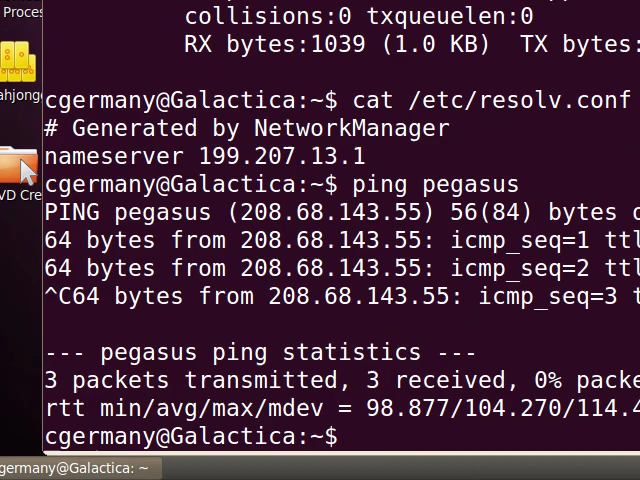 Proces
collisions:0 txqueuelen:0
RX bytes:1039 (1.0 KB)  TX bytes:
ahjongg
cgermany@Galactica:~$ cat /etc/resolv.conf
# Generated by NetworkManager
nameserver 199.207.13.1
cgermany@Galactica:~$ ping pegasus
VD Cre
PING pegasus (208.68.143.55) 56(84) bytes o
64 bytes from 208.68.143.55: icmp_seq=1 ttl
64 bytes from 208.68.143.55: icmp_seq=2 ttl
^C64 bytes from 208.68.143.55: icmp_seq=3 t
--- pegasus ping statistics ---
3 packets transmitted, 3 received, 0% packe
rtt min/avg/max/mdev = 98.877/104.270/114.4
cgermany@Galactica:~$
germany@Galactica: ~